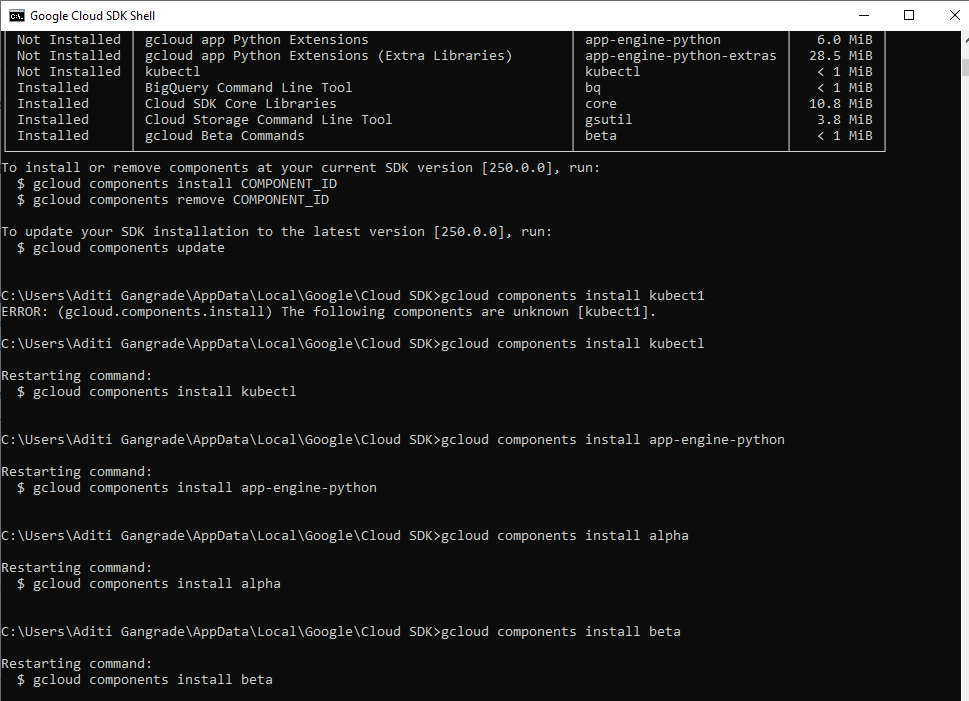 Google Cloud SDK Shell
Not Installed gcloud app Python Extensions app-engine-python 6.0 MiB
Not Installed gcloud app Python Extensions (Extra Libraries) app-engine-python-extras 28.5 MiB
Not Installed kubectl kubectl < 1 MiB
Installed BigQuery Command Line Tool bq < 1 MiB
Installed Cloud SDK Core Libraries core 10.8 MiB
Installed Cloud Storage Command Line Tool gsutil 3.8 MiB
Installed gcloud Beta Commands beta < 1 MiB
To install or remove components at your current SDK version [250.0.0], run:
$ gcloud components install COMPONENT_ID
$ gcloud components remove COMPONENT_ID
To update your SDK installation to the latest version [250.0.0], run:
$ gcloud components update
C:\Users\Aditi Gangrade\AppData\Local\Google\Cloud SDK>gcloud components install kubect1
ERROR: (gcloud.components.install) The following components are unknown [kubect1].
C:\Users\Aditi Gangrade\AppData\Local\Google\Cloud SDK>gcloud components install kubectl
Restarting command:
$ gcloud components install kubectl
C:\Users\Aditi Gangrade\AppData\Local\Google\Cloud SDK>gcloud components install app-engine-python
Restarting command:
$ gcloud components install app-engine-python
C:\Users\Aditi Gangrade\AppData\Local\Google\Cloud SDK>gcloud components install alpha
Restarting command:
$ gcloud components install alpha
C:\Users\Aditi Gangrade\AppData\Local\Google\Cloud SDK>gcloud components install beta
Restarting command:
$ gcloud components install beta